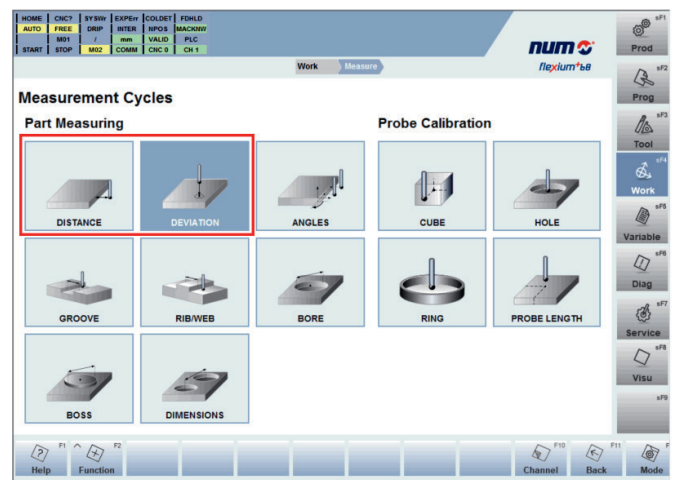 HOME CNC? SYSWr EXPErr COLDET FDHLD
AUTO FREE DRIP INTER NPOS MACKNW
M01 / mm VALID PLC
START STOP M02 COMM CNC 0 CH 1
num
flexium+68
Work Measure
Measurement Cycles
Part Measuring
Probe Calibration
DISTANCE DEVIATION ANGLES CUBE HOLE
GROOVE RIB/WEB BORE RING PROBE LENGTH
BOSS DIMENSIONS
sF1
Prod
sF2
Prog
sF3
Tool
sF4
Work
sF5
Variable
sF6
Diag
sF7
Service
sF8
Visu
sF9
F1 F2 F10 F11 F
Help Function Channel Back Mode